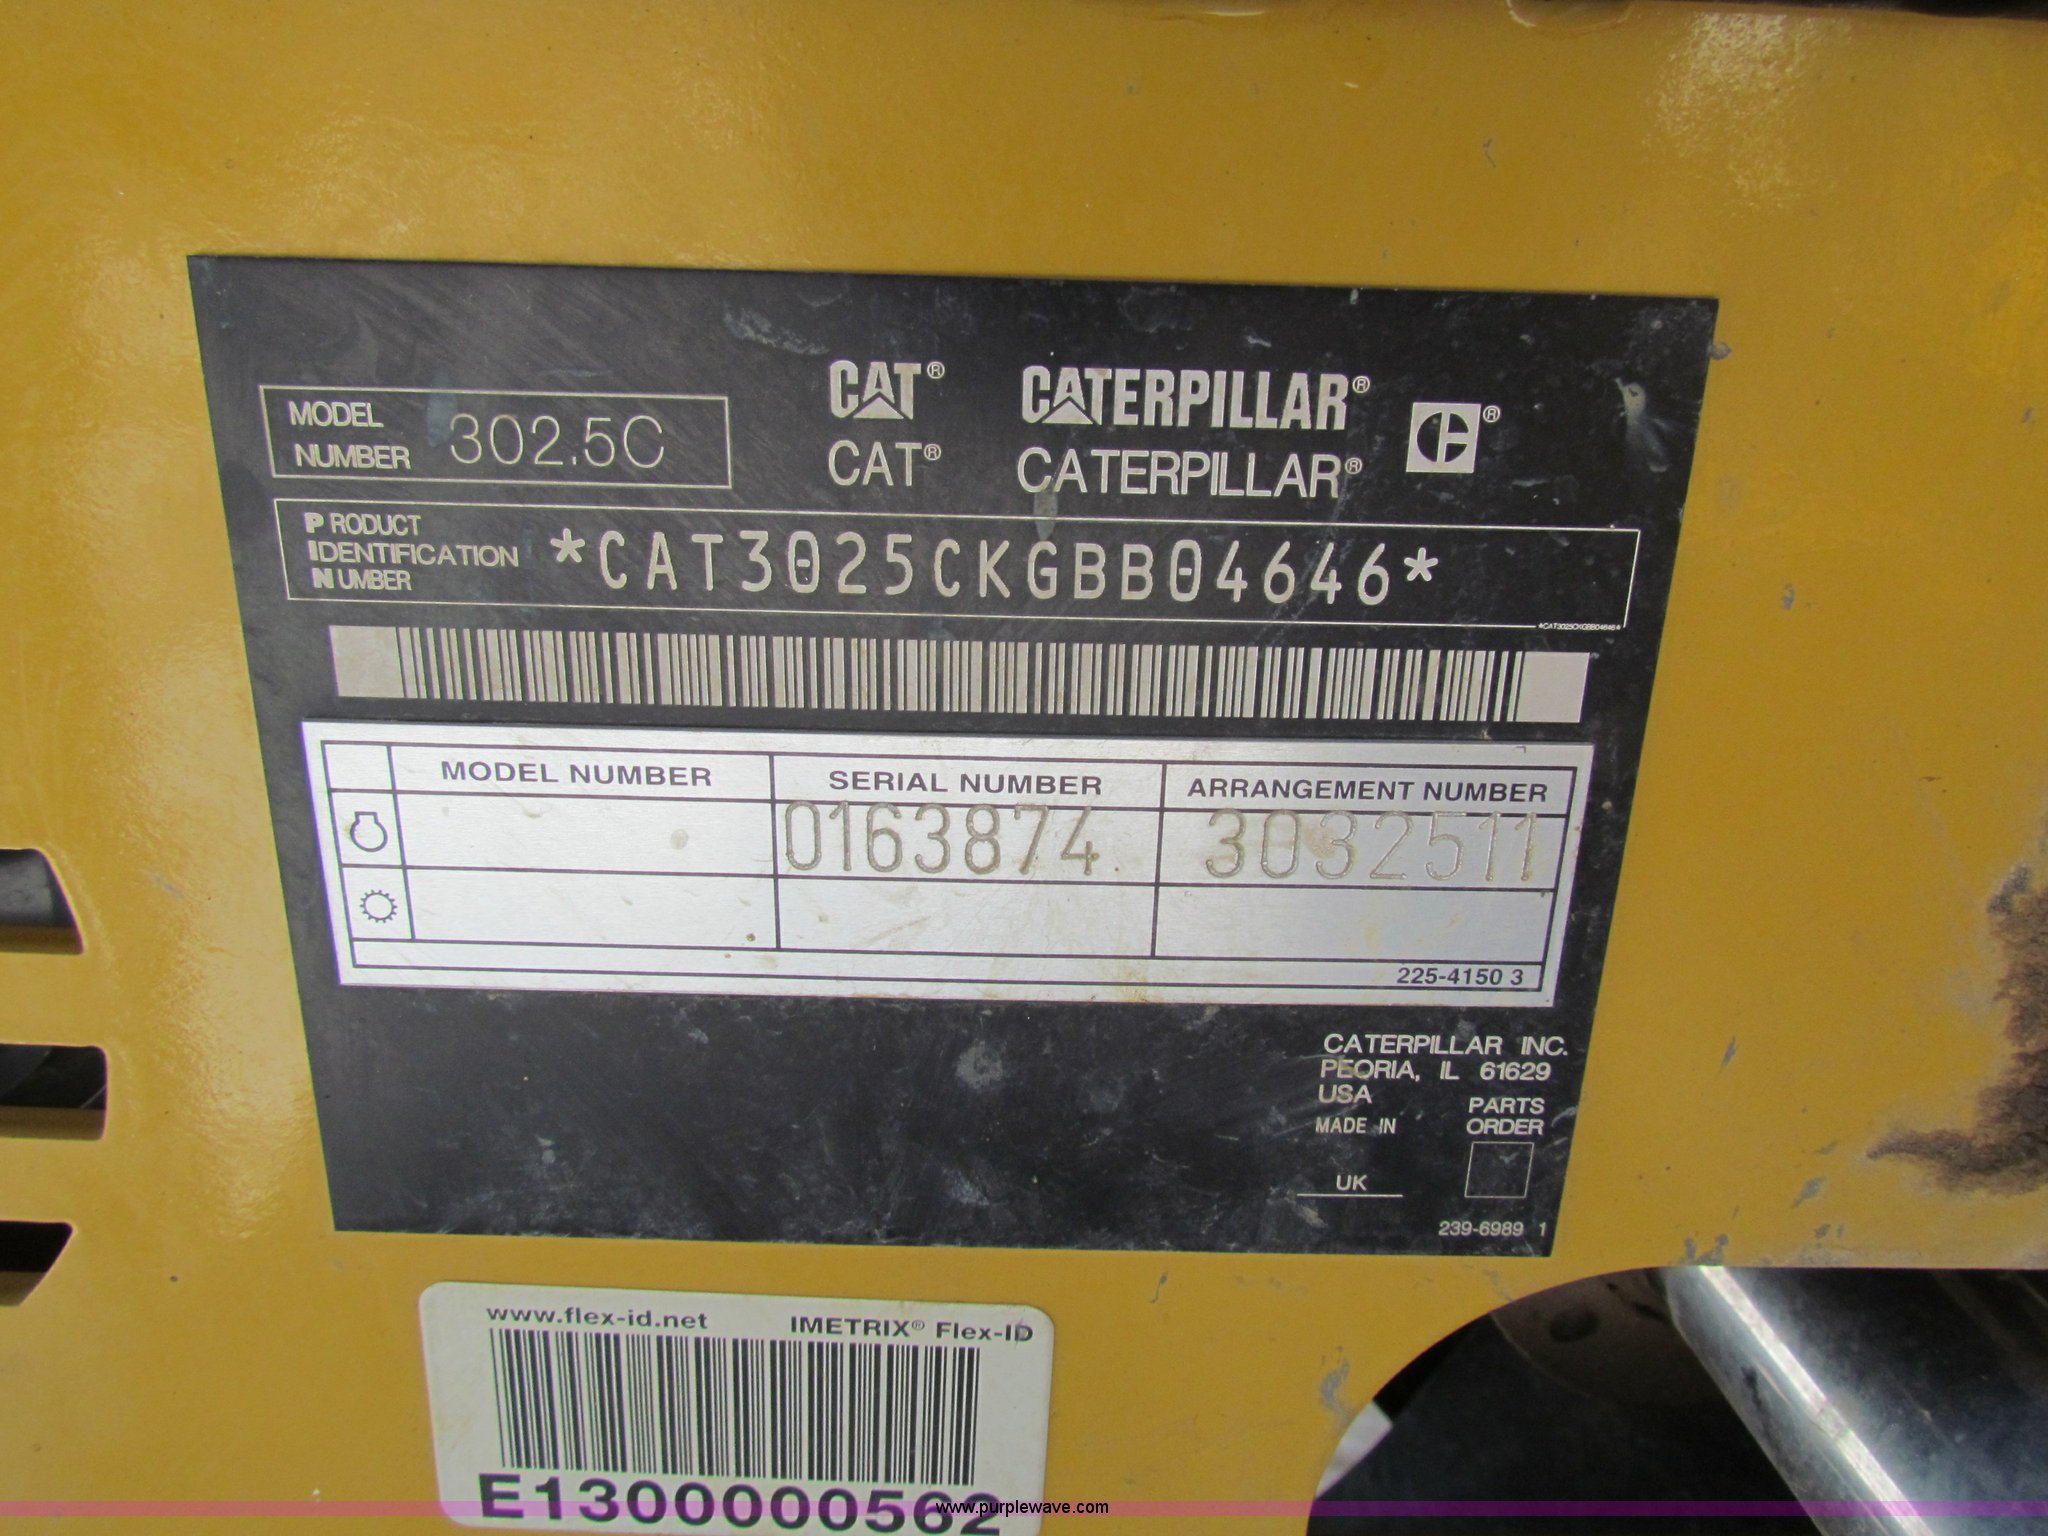 MODEL
NUMBER 302.5C
CAT® CATERPILLAR® ®
CAT® CATERPILLAR®
PRODUCT
IDENTIFICATION
NUMBER
*CAT3025CKGBB04646*
*CAT3025CKGBB04646*
MODEL NUMBER SERIAL NUMBER ARRANGEMENT NUMBER
0163874 3032511
225-4150 3
CATERPILLAR INC.
PEORIA, IL 61629
USA
MADE IN
UK
PARTS
ORDER
239-6989 1
www.flex-id.net IMETRIX® Flex-ID
E1300000562
www.purplewave.com